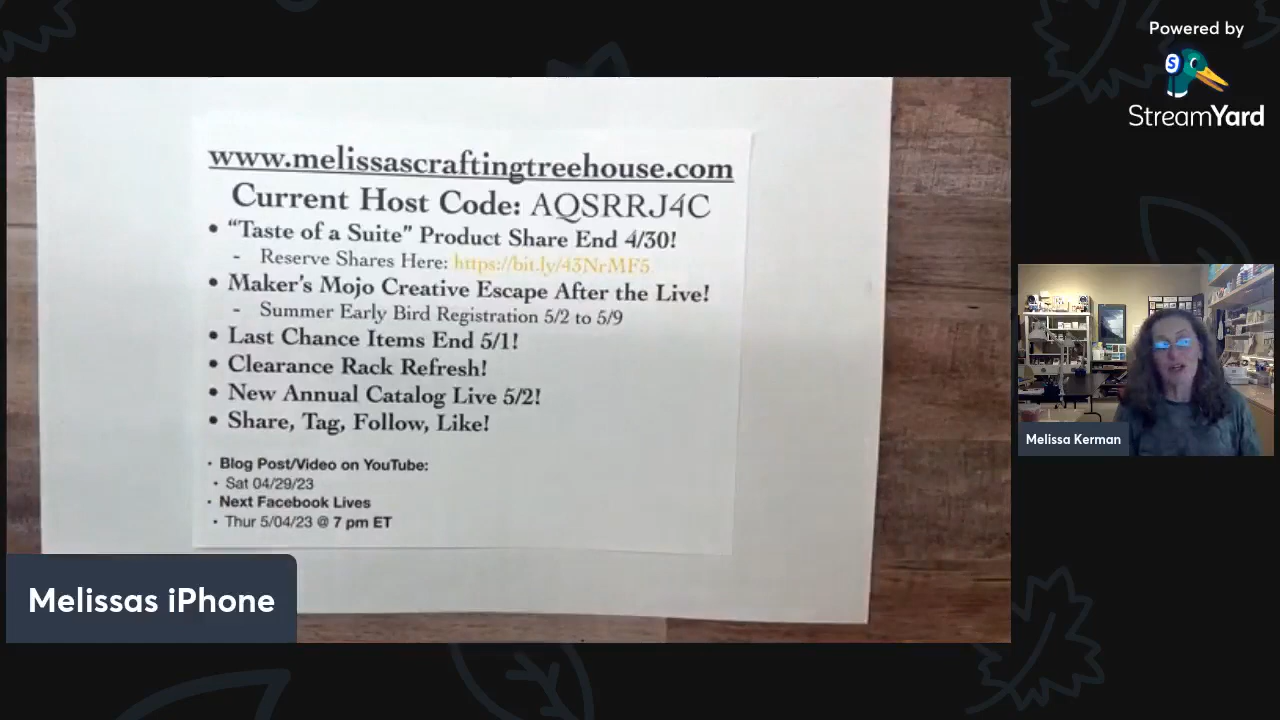 Powered by
StreamYard
www.melissascraftingtreehouse.com
Current Host Code: AQSRRJ4C
• “Taste of a Suite” Product Share End 4/30!
- Reserve Shares Here: https://bit.ly/43NrMF5
• Maker’s Mojo Creative Escape After the Live!
- Summer Early Bird Registration 5/2 to 5/9
• Last Chance Items End 5/1!
• Clearance Rack Refresh!
• New Annual Catalog Live 5/2!
• Share, Tag, Follow, Like!
• Blog Post/Video on YouTube:
• Sat 04/29/23
• Next Facebook Lives
• Thur 5/04/23 @ 7 pm ET
Melissas iPhone
Melissa Kerman